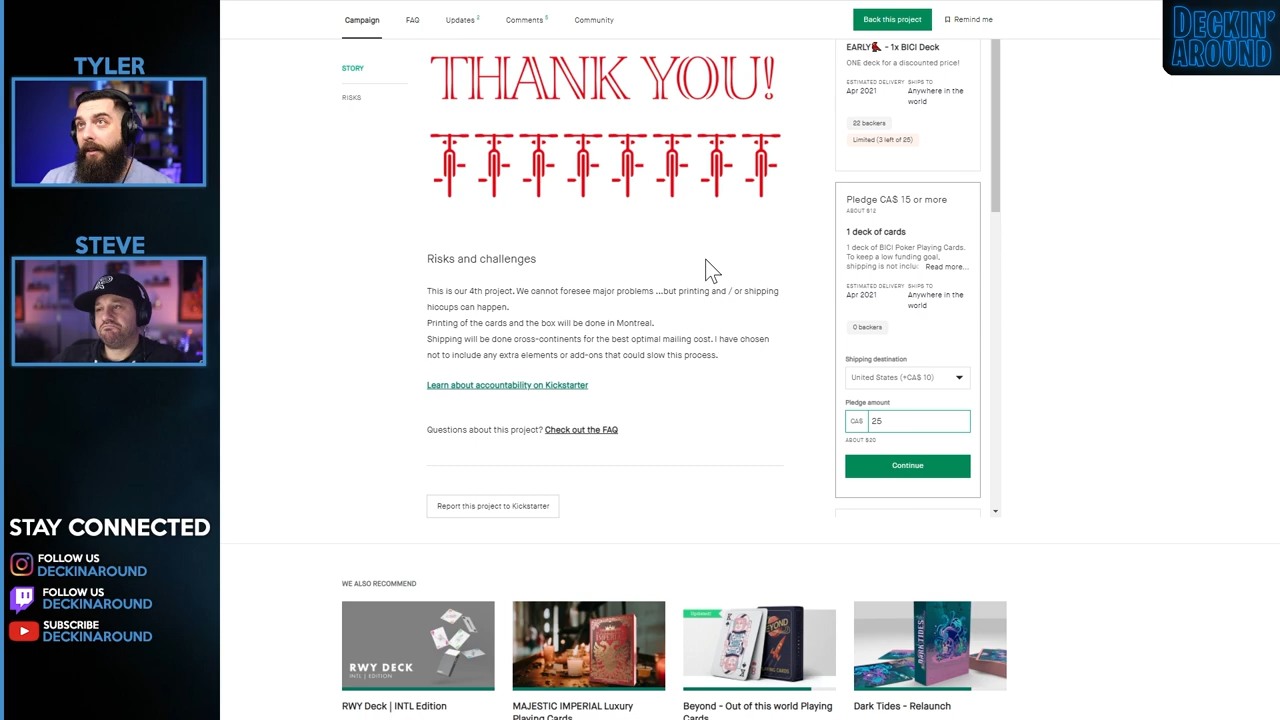 Campaign
FAQ
Updates 2
Comments 5
Community
Back this project
Remind me
DECKIN'
AROUND
TYLER
STEVE
STAY CONNECTED
FOLLOW US
DECKINAROUND
FOLLOW US
DECKINAROUND
SUBSCRIBE
DECKINAROUND
STORY
RISKS
THANK YOU!
Risks and challenges
This is our 4th project. We cannot foresee major problems ...but printing and / or shipping
hicoups can happen.
Printing of the cards and the box will be done in Montreal.
Shipping will be done cross-continents for the best optimal mailing cost. I have chosen
not to include any extra elements or add-ons that could slow this process.
Learn about accountability on Kickstarter
Questions about this project? Check out the FAQ
Report this project to Kickstarter
EARLY - 1x BICI Deck
ONE deck for a discounted price!
ESTIMATED DELIVERY
Apr 2021
SHIPS TO
Anywhere in the
world
22 backers
Limited (3 left of 25)
Pledge CA$ 15 or more
ABOUT $12
1 deck of cards
1 deck of BICI Poker Playing Cards.
To keep a low funding goal,
shipping is not inclu: Read more...
ESTIMATED DELIVERY
Apr 2021
SHIPS TO
Anywhere in the
world
0 backers
Shipping destination
United States (+CA$ 10)
Pledge amount
CA$ 25
ABOUT $20
Continue
WE ALSO RECOMMEND
RWY DECK
INTL | EDITION
Updated!
BEYOND
DARK TIDES
RWY Deck | INTL Edition
MAJESTIC IMPERIAL Luxury
Playing Cards
Beyond - Out of this world Playing
Cards
Dark Tides - Relaunch